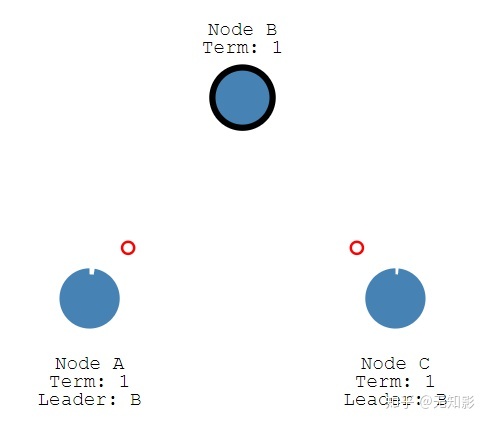 Node B
Term: 1
Node A
Term: 1
Leader: B
Node C
Term: 1
Leader: B
知乎 @无知影